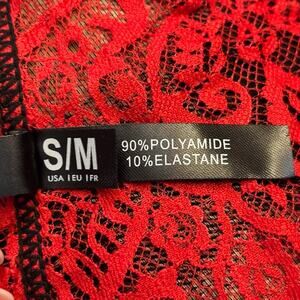 S/M
USA I EU I FR
90%POLYAMIDE
10%ELASTANE